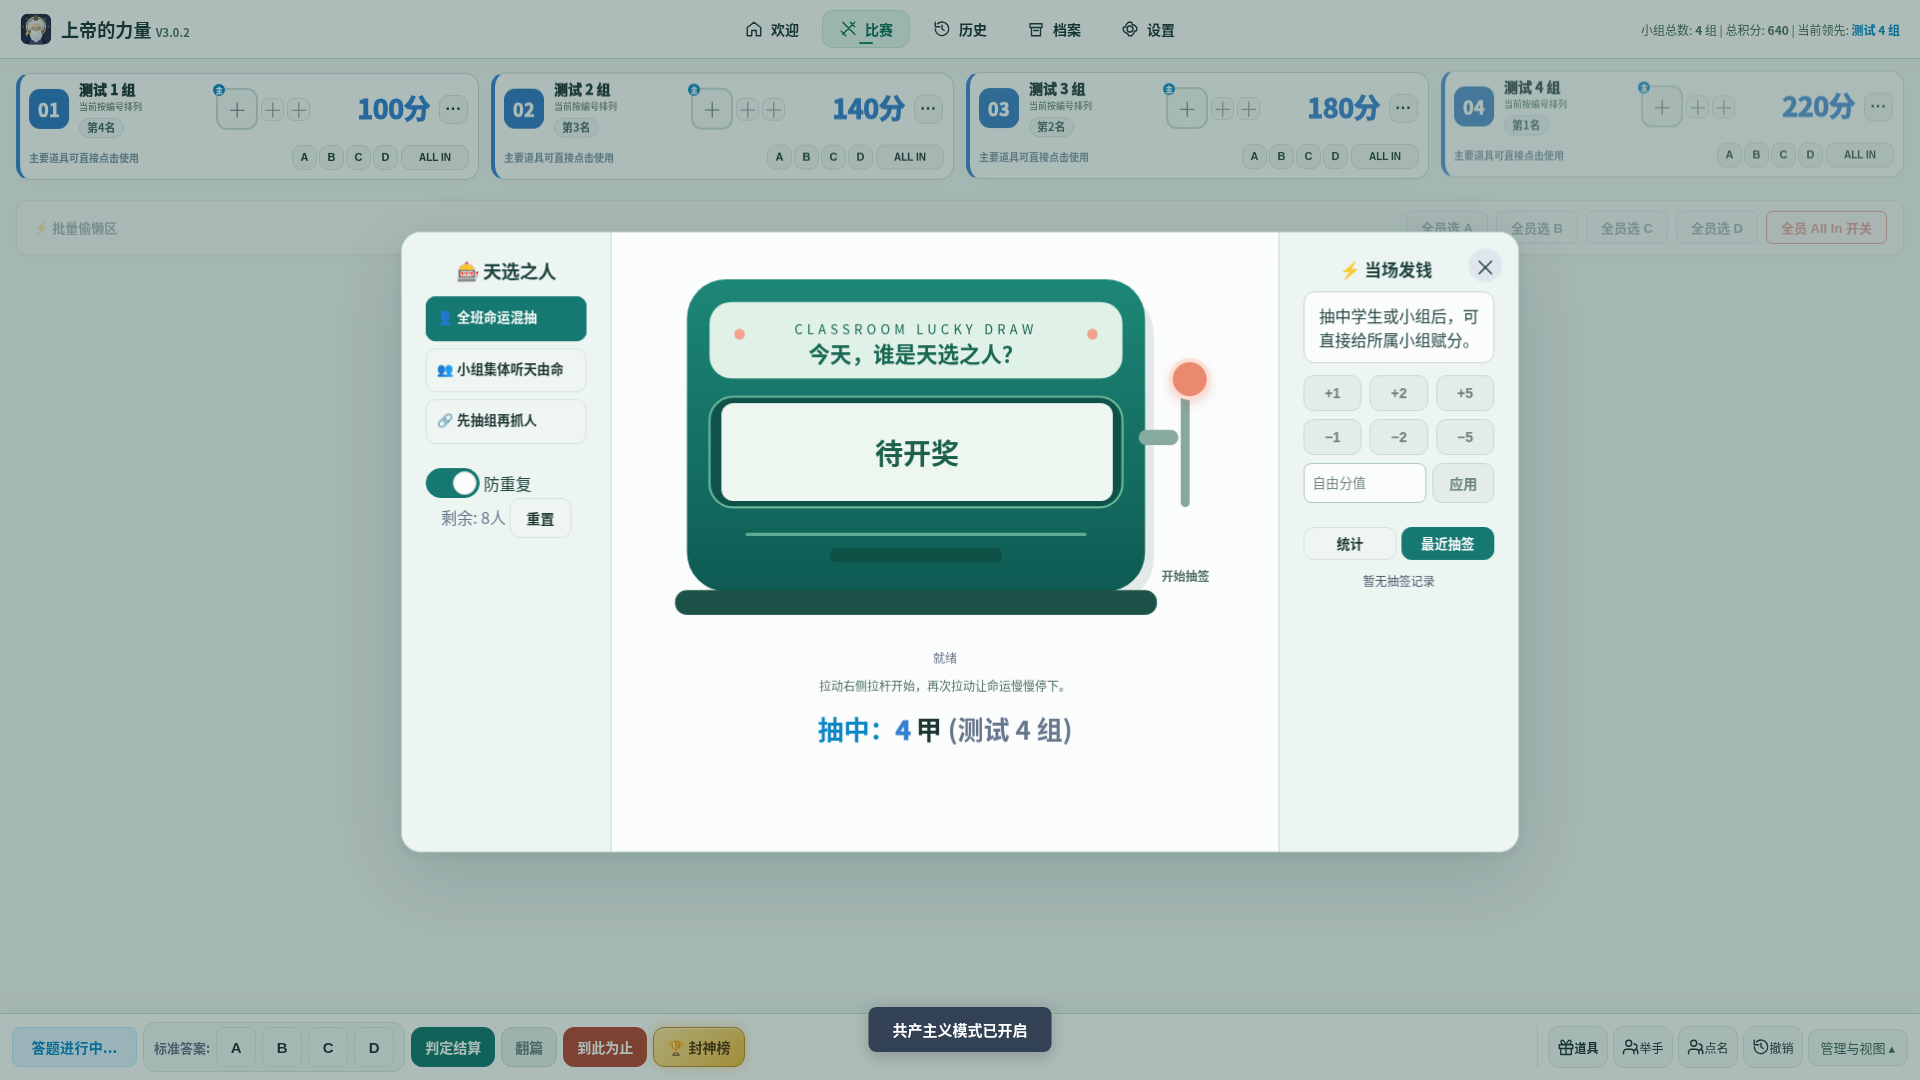 上帝的力量 V3.0.2
欢迎
比赛
历史
档案
设置
小组总数: 4 组 | 总积分: 640 | 当前领先: 测试 4 组
01
测试 1 组
当前按编号排列
第4名
主
100分
主要道具可直接点击使用
A B C D ALL IN
02
测试 2 组
当前按编号排列
第3名
主
140分
主要道具可直接点击使用
A B C D ALL IN
03
测试 3 组
当前按编号排列
第2名
主
180分
主要道具可直接点击使用
A B C D ALL IN
04
测试 4 组
当前按编号排列
第1名
主
220分
主要道具可直接点击使用
A B C D ALL IN
⚡ 批量偷懒区
全员选 A
全员选 B
全员选 C
全员选 D
全员 All In 开关
🎰 天选之人
👤 全班命运混抽
👥 小组集体听天由命
🔗 先抽组再抓人
防重复
剩余: 8人
重置
CLASSROOM LUCKY DRAW
今天，谁是天选之人？
待开奖
开始抽签
就绪
拉动右侧拉杆开始，再次拉动让命运慢慢停下。
抽中：4 甲 (测试 4 组)
⚡ 当场发钱
抽中学生或小组后，可
直接给所属小组赋分。
+1 +2 +5
−1 −2 −5
自由分值
应用
统计
最近抽签
暂无抽签记录
共产主义模式已开启
答题进行中...
标准答案:
A B C D
判定结算
翻篇
到此为止
🏆 封神榜
道具
举手
点名
撤销
管理与视图 ▴